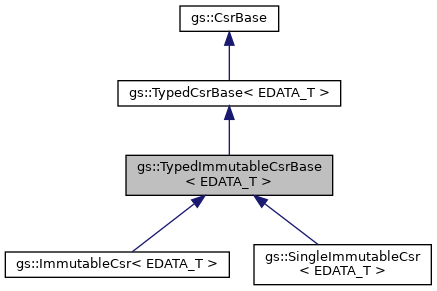 gs::CsrBase
gs::TypedCsrBase< EDATA_T >
gs::TypedImmutableCsrBase
< EDATA_T >
gs::ImmutableCsr< EDATA_T >
gs::SingleImmutableCsr
< EDATA_T >